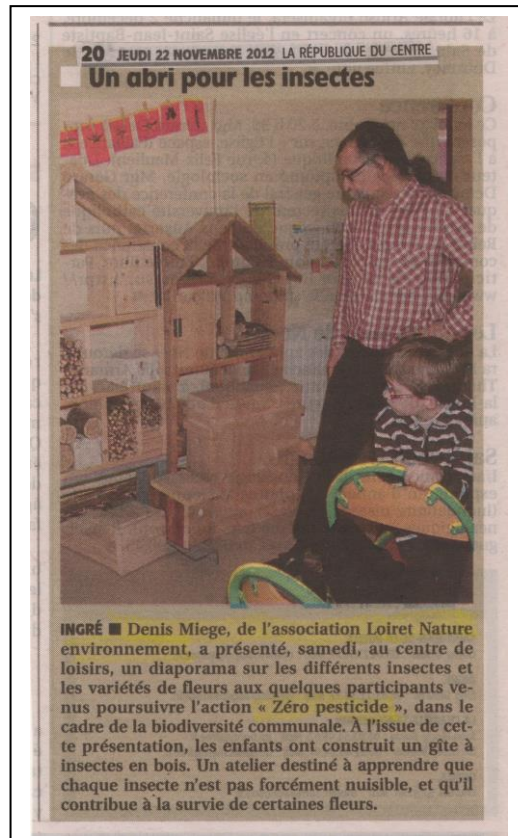 20 JEUDI 22 NOVEMBRE 2012 LA RÉPUBLIQUE DU CENTRE
Un abri pour les insectes
INGRÉ ■ Denis Miege, de l'association Loiret Nature
environnement, a présenté, samedi, au centre de
loisirs, un diaporama sur les différents insectes et
les variétés de fleurs aux quelques participants ve-
nus poursuivre l'action « Zéro pesticide », dans le
cadre de la biodiversité communale. À l'issue de cet-
te présentation, les enfants ont construit un gîte à
insectes en bois. Un atelier destiné à apprendre que
chaque insecte n'est pas forcément nuisible, et qu'il
contribue à la survie de certaines fleurs.